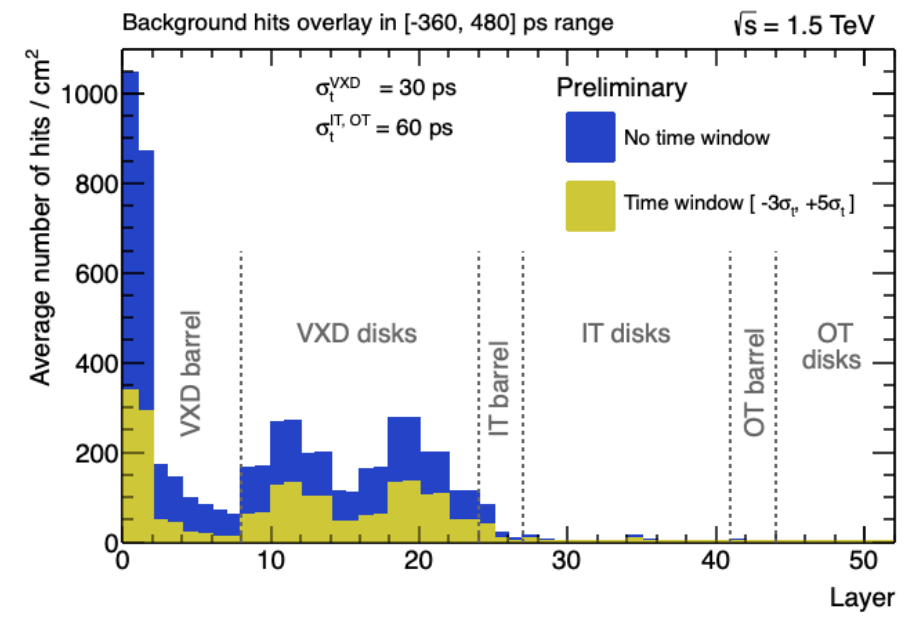 Background hits overlay in [-360, 480] ps range
√s = 1.5 TeV
Average number of hits / cm²
1000
800
600
400
200
0
σ_t^VXD = 30 ps
σ_t^IT, OT = 60 ps
Preliminary
No time window
Time window [ -3σ_t, +5σ_t ]
VXD barrel
VXD disks
IT barrel
IT disks
OT barrel
OT
disks
0
10
20
30
40
50
Layer